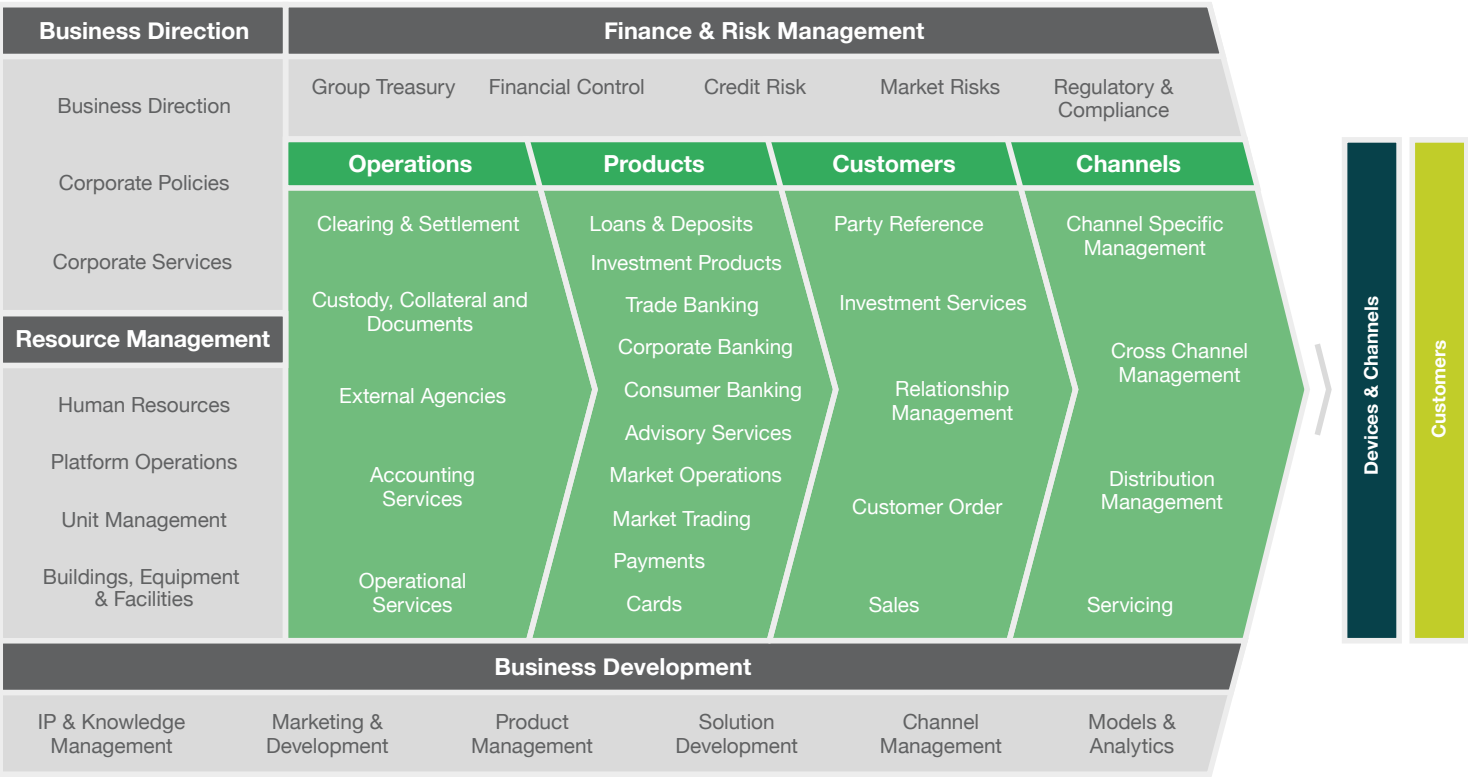 Business Direction
Business Direction
Corporate Policies
Corporate Services
Resource Management
Human Resources
Platform Operations
Unit Management
Buildings, Equipment
& Facilities
Finance & Risk Management
Group Treasury
Financial Control
Credit Risk
Market Risks
Regulatory &
Compliance
Operations
Clearing & Settlement
Custody, Collateral and
Documents
External Agencies
Accounting
Services
Operational
Services
Products
Loans & Deposits
Investment Products
Trade Banking
Corporate Banking
Consumer Banking
Advisory Services
Market Operations
Market Trading
Payments
Cards
Customers
Party Reference
Investment Services
Relationship
Management
Customer Order
Sales
Channels
Channel Specific
Management
Cross Channel
Management
Distribution
Management
Servicing
Devices & Channels
Customers
Business Development
IP & Knowledge
Management
Marketing &
Development
Product
Management
Solution
Development
Channel
Management
Models &
Analytics